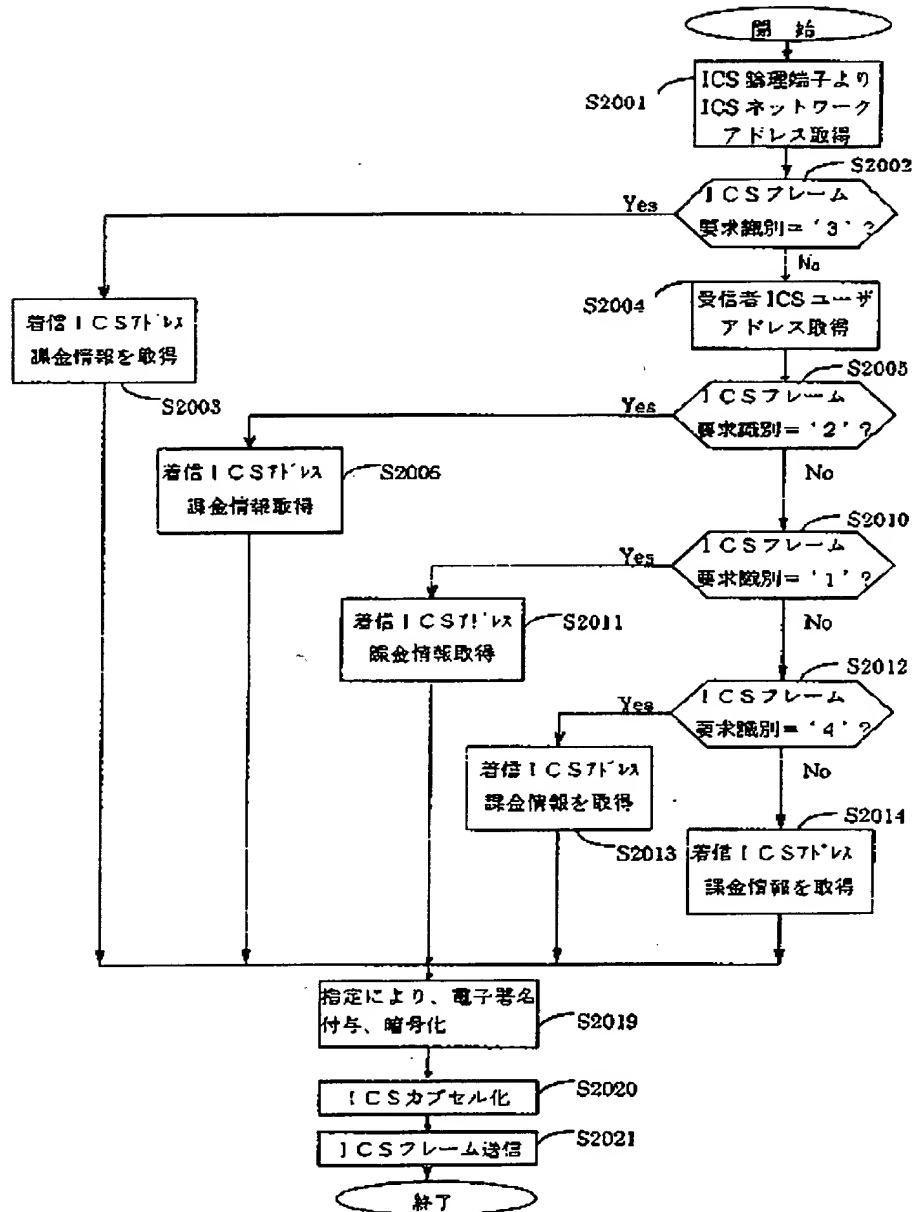 開 始
ICS 論理端子より
ICS ネットワーク
アドレス取得
S2001
S2002
ICSフレーム
要求識別=‘3’?
Yes
No
S2004
受信者 ICS ユーザ
アドレス取得
着信ICSアドレス
課金情報を取得
S2003
S2005
ICSフレーム
要求識別=‘2’?
Yes
No
着信ICSアドレス
課金情報取得
S2006
S2010
ICSフレーム
要求識別=‘1’?
Yes
No
着信ICSアドレス
課金情報取得
S2011
S2012
ICSフレーム
要求識別=‘4’?
Yes
No
着信ICSアドレス
課金情報を取得
S2013
S2014
着信ICSアドレス
課金情報を取得
指定により、電子署名
付与、暗号化
S2019
ICSカプセル化
S2020
ICSフレーム送信
S2021
終了